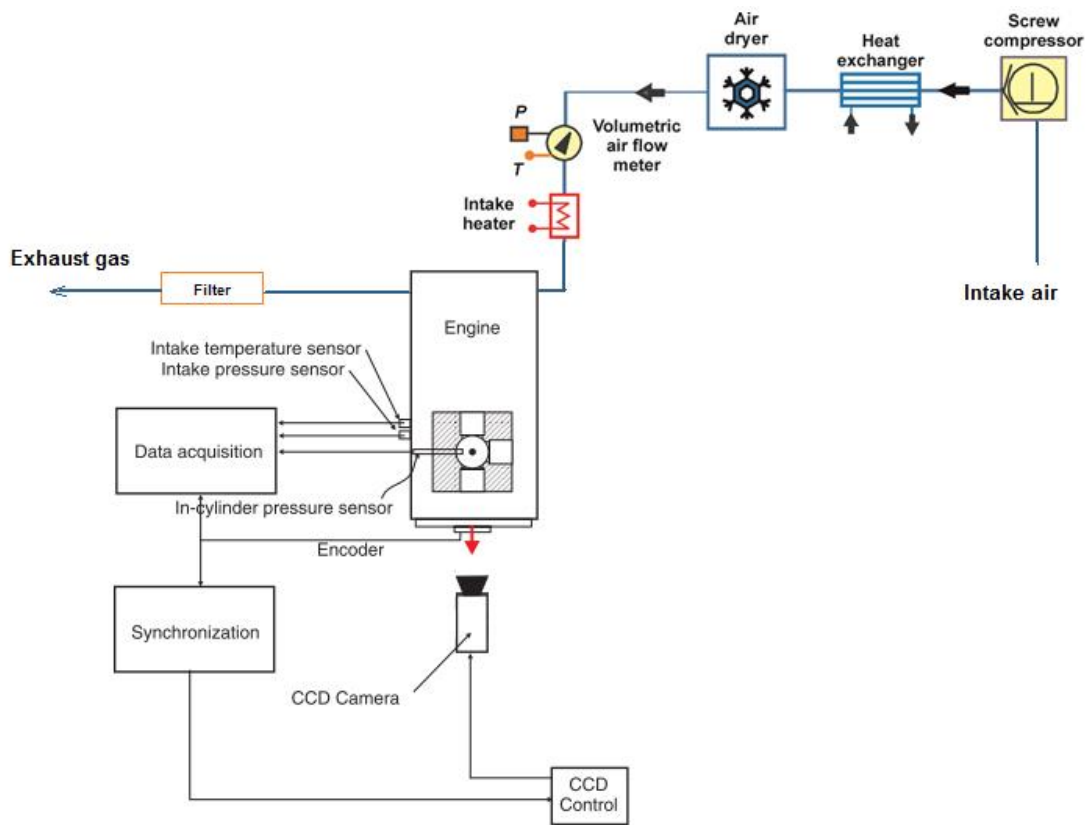 Air
dryer
Heat
exchanger
Screw
compressor
P
T
Volumetric
air flow
meter
Intake
heater
Exhaust gas
Filter
Intake air
Engine
Intake temperature sensor
Intake pressure sensor
Data acquisition
In-cylinder pressure sensor
Encoder
Synchronization
CCD Camera
CCD
Control